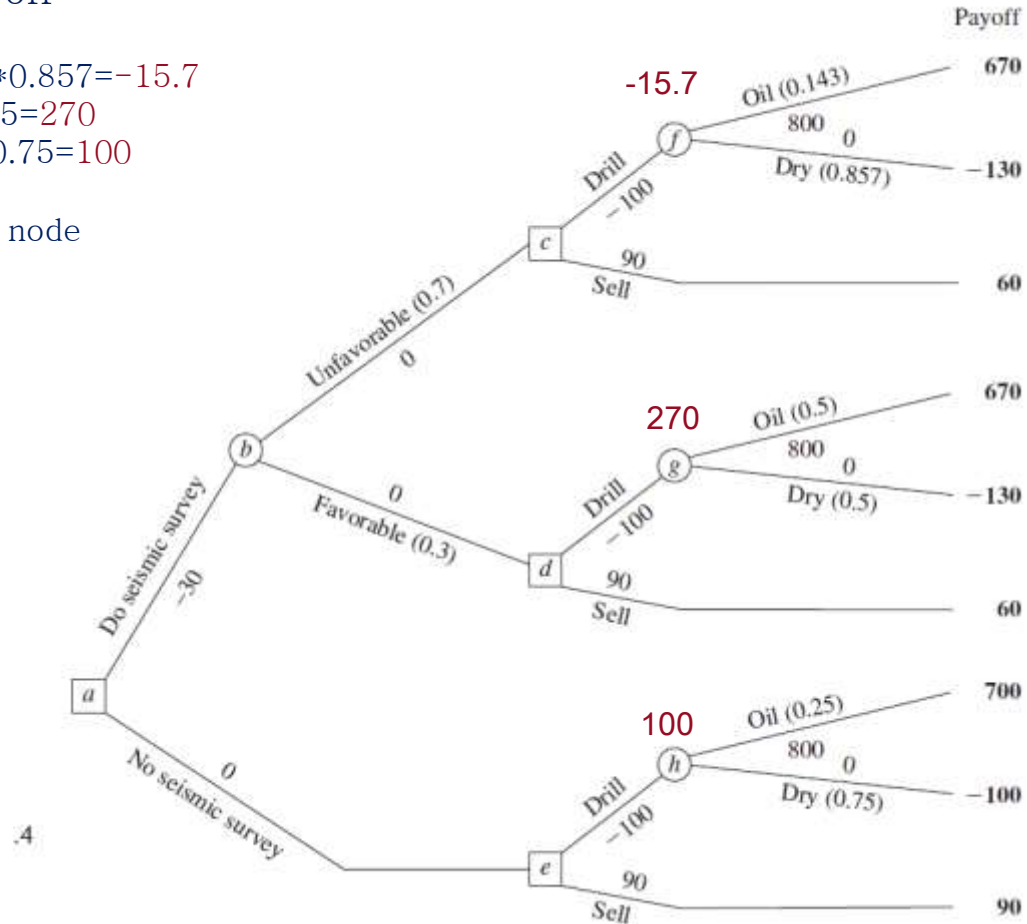 Payoff
*0.857=-15.7
5=270
0.75=100
node
-15.7
Oil (0.143)
670
800
0
Dry (0.857)
−130
f
Drill
−100
c
90
Sell
60
Unfavorable (0.7)
0
270
Oil (0.5)
670
800
0
Dry (0.5)
−130
g
b
0
Favorable (0.3)
Drill
−100
d
90
Sell
60
Do seismic survey
−30
a
100
Oil (0.25)
700
800
0
Dry (0.75)
−100
h
0
No seismic survey
Drill
−100
.4
e
90
Sell
90